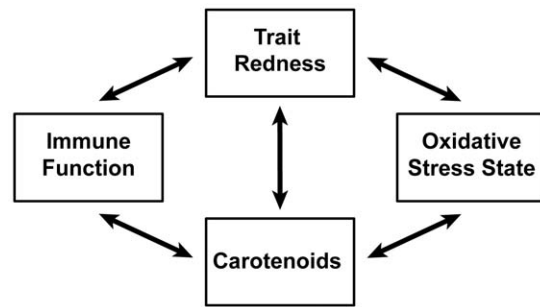 Trait
Redness
Immune
Function
Oxidative
Stress State
Carotenoids